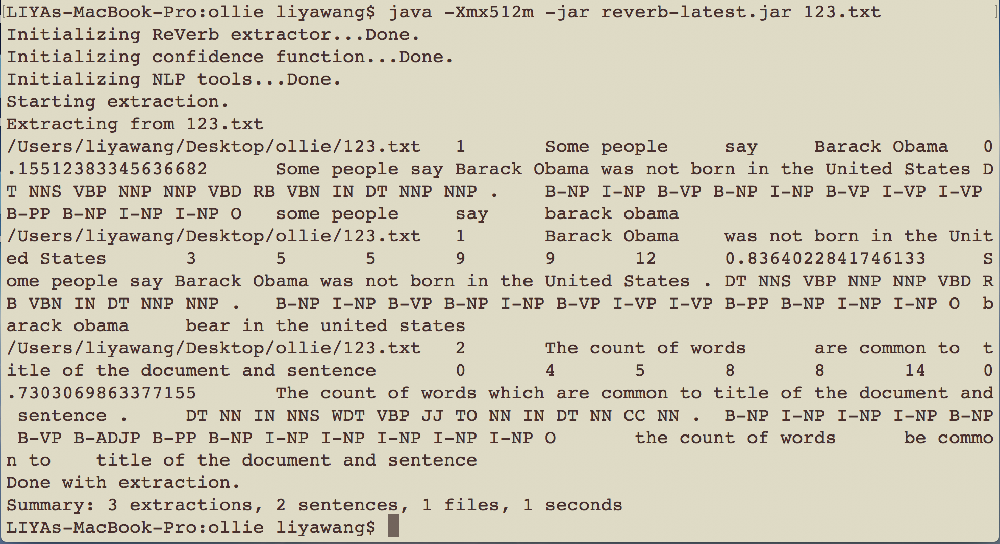 [LIYAs-MacBook-Pro:ollie liyawang$ java -Xmx512m -jar reverb-latest.jar 123.txt ]
Initializing ReVerb extractor...Done.
Initializing confidence function...Done.
Initializing NLP tools...Done.
Starting extraction.
Extracting from 123.txt
/Users/liyawang/Desktop/ollie/123.txt   1       Some people     say     Barack Obama   0
.15512383345636682      Some people say Barack Obama was not born in the United States D
T NNS VBP NNP NNP VBD RB VBN IN DT NNP NNP .    B-NP I-NP B-VP B-NP I-NP B-VP I-VP I-VP
B-PP B-NP I-NP I-NP O   some people     say     barack obama
/Users/liyawang/Desktop/ollie/123.txt   1       Barack Obama    was not born in the Unit
ed States       3       5       5       9       9       12      0.8364022841746133     S
ome people say Barack Obama was not born in the United States . DT NNS VBP NNP NNP VBD R
B VBN IN DT NNP NNP .   B-NP I-NP B-VP B-NP I-NP B-VP I-VP I-VP B-PP B-NP I-NP I-NP O  b
arack obama     bear in the united states
/Users/liyawang/Desktop/ollie/123.txt   2       The count of words      are common to  t
itle of the document and sentence       0       4       5       8       8       14     0
.7303069863377155       The count of words which are common to title of the document and
 sentence .     DT NN IN NNS WDT VBP JJ TO NN IN DT NN CC NN .  B-NP I-NP I-NP I-NP B-NP
 B-VP B-ADJP B-PP B-NP I-NP I-NP I-NP I-NP I-NP O       the count of words      be commo
n to    title of the document and sentence
Done with extraction.
Summary: 3 extractions, 2 sentences, 1 files, 1 seconds
LIYAs-MacBook-Pro:ollie liyawang$